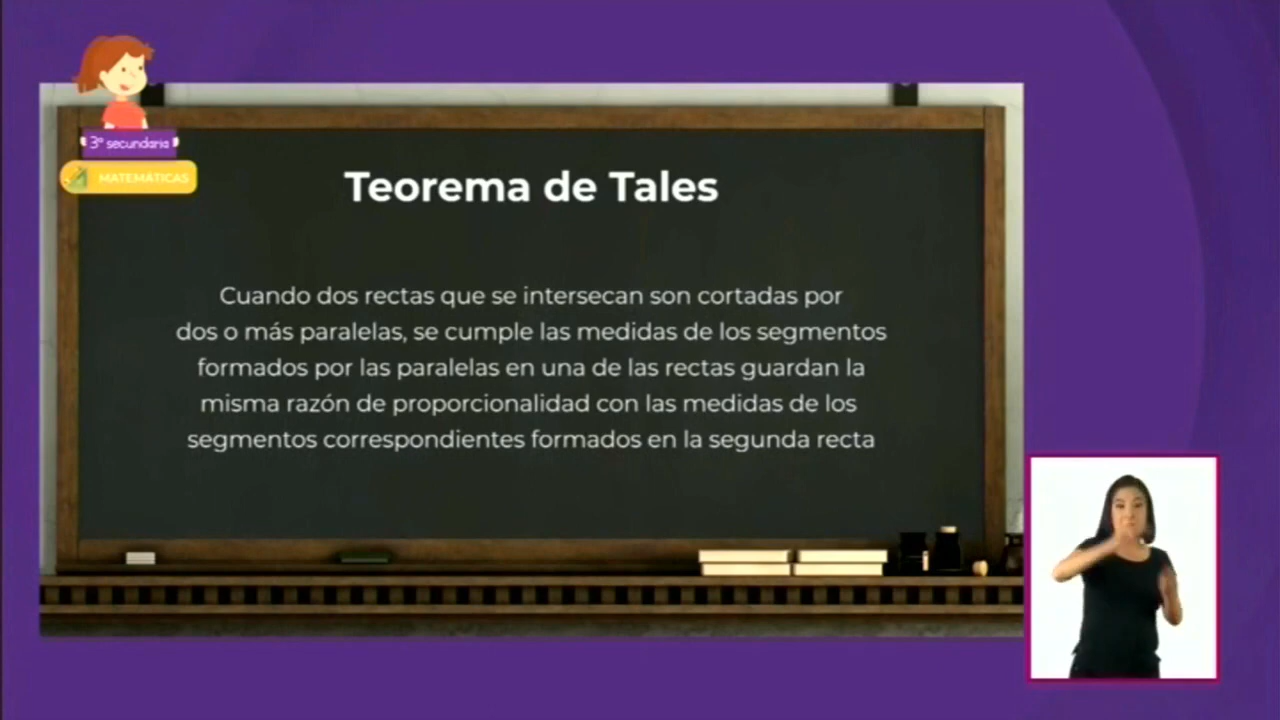 3° secundaria
MATEMÁTICAS
Teorema de Tales
Cuando dos rectas que se intersecan son cortadas por
dos o más paralelas, se cumple las medidas de los segmentos
formados por las paralelas en una de las rectas guardan la
misma razón de proporcionalidad con las medidas de los
segmentos correspondientes formados en la segunda recta